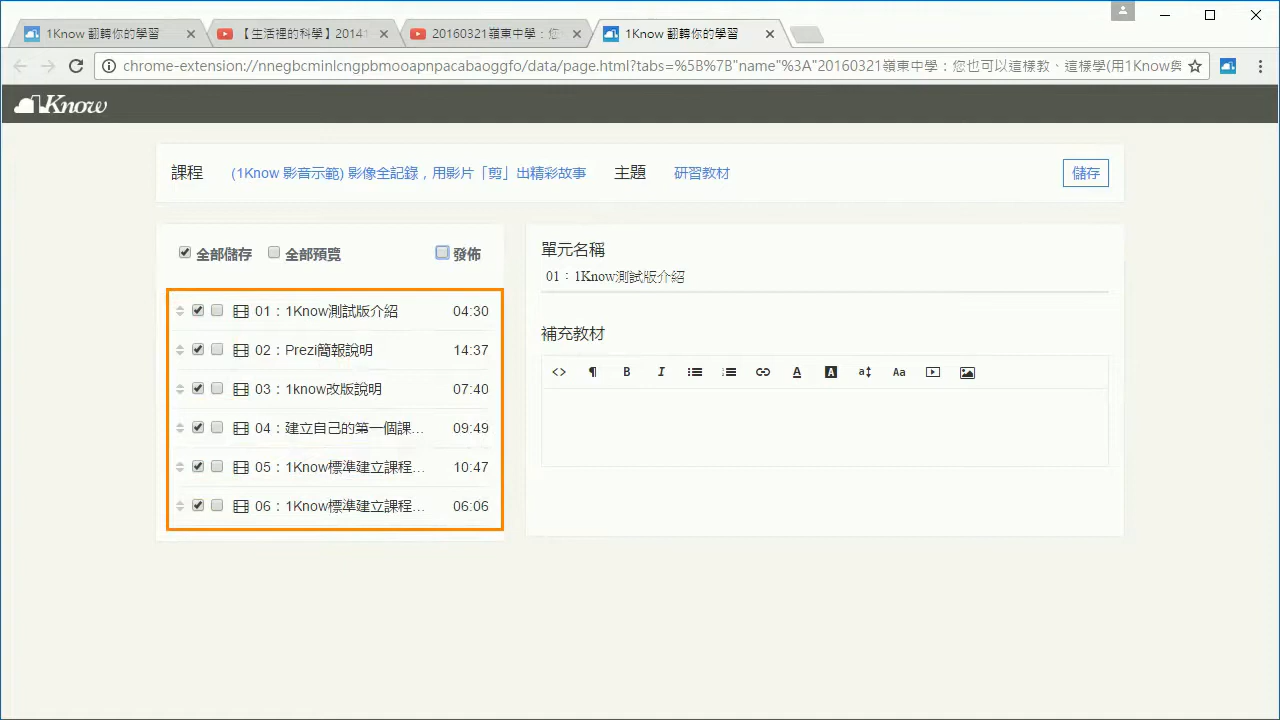 1Know 翻轉你的學習
【生活裡的科學】20141
20160321嶺東中學：您也
1Know 翻轉你的學習
chrome-extension://nnegbcminlcngpbmooapnpacabaoggfo/data/page.html?tabs=%5B%7B"name"%3A"20160321嶺東中學：您也可以這樣教、這樣學(用1Know與
1Know
課程 (1Know 影音示範) 影像全記錄，用影片「剪」出精彩故事 主題 研習教材 儲存
全部儲存 全部預覽 發佈
01：1Know測試版介紹 04:30
02：Prezi簡報說明 14:37
03：1know改版說明 07:40
04：建立自己的第一個課... 09:49
05：1Know標準建立課程... 10:47
06：1Know標準建立課程... 06:06
單元名稱
01：1Know測試版介紹
補充教材
<> ¶ B I A A a Aa